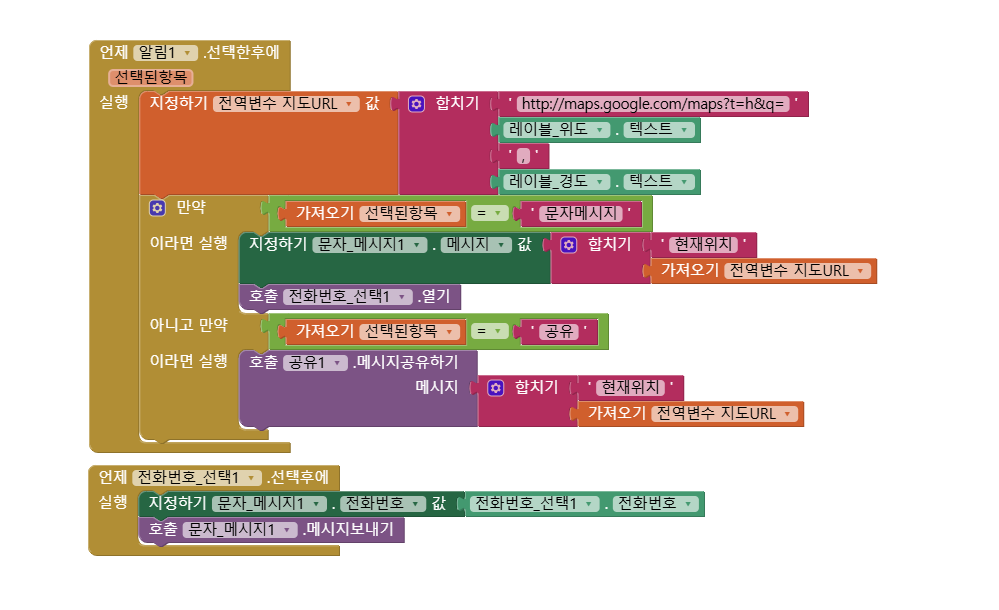 언제 알림1 .선택한후에
선택된항목
실행 지정하기 전역변수 지도URL 값 합치기 ' http://maps.google.com/maps?t=h&q= '
레이블_위도 . 텍스트
' , '
레이블_경도 . 텍스트
만약 가져오기 선택된항목 = ' 문자메시지 '
이라면 실행 지정하기 문자_메시지1 . 메시지 값 합치기 ' 현재위치 '
가져오기 전역변수 지도URL
호출 전화번호_선택1 .열기
아니고 만약 가져오기 선택된항목 = ' 공유 '
이라면 실행 호출 공유1 .메시지공유하기
메시지 합치기 ' 현재위치 '
가져오기 전역변수 지도URL
언제 전화번호_선택1 .선택후에
실행 지정하기 문자_메시지1 . 전화번호 값 전화번호_선택1 . 전화번호
호출 문자_메시지1 .메시지보내기